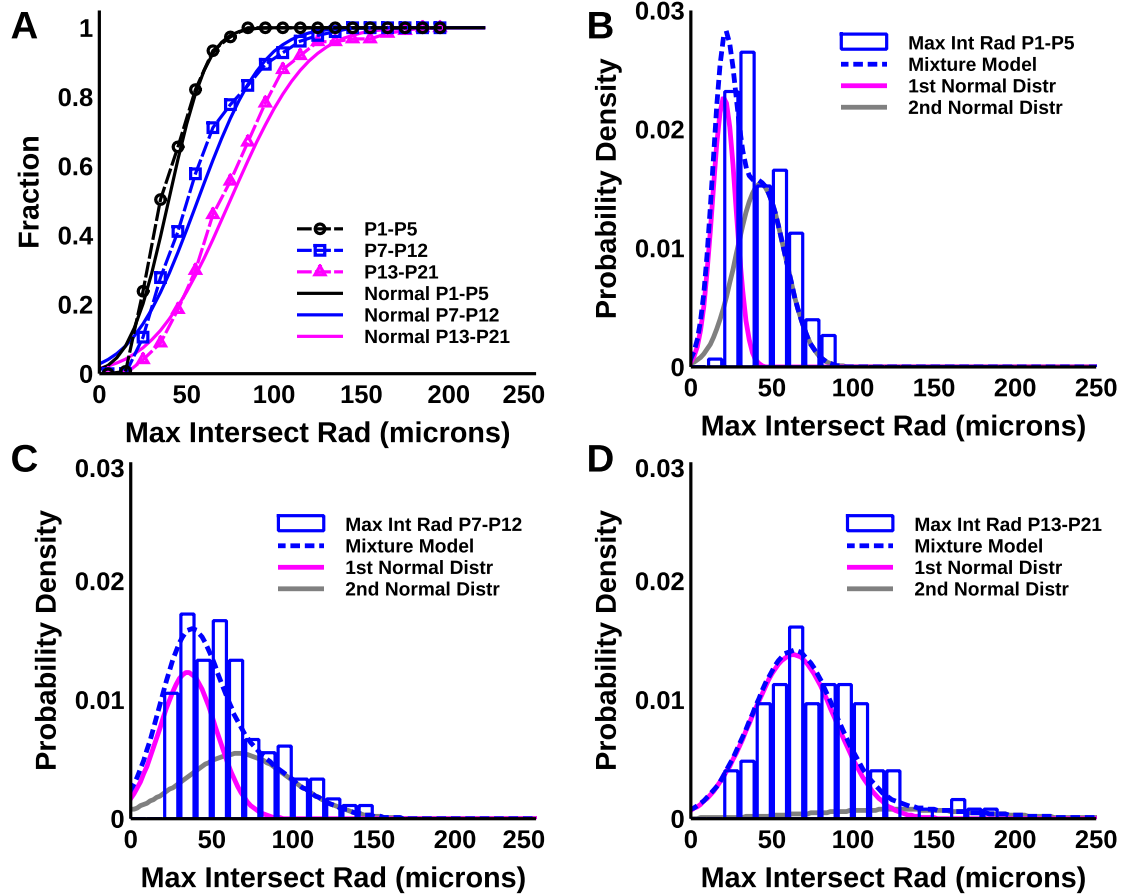 A
1
0.8
0.6
0.4
0.2
0
Fraction
P1-P5
P7-P12
P13-P21
Normal P1-P5
Normal P7-P12
Normal P13-P21
0 50 100 150 200 250
Max Intersect Rad (microns)
B
0.03
0.02
0.01
0
Probability Density
Max Int Rad P1-P5
Mixture Model
1st Normal Distr
2nd Normal Distr
0 50 100 150 200 250
Max Intersect Rad (microns)
C
0.03
0.02
0.01
0
Probability Density
Max Int Rad P7-P12
Mixture Model
1st Normal Distr
2nd Normal Distr
0 50 100 150 200 250
Max Intersect Rad (microns)
D
0.03
0.02
0.01
0
Probability Density
Max Int Rad P13-P21
Mixture Model
1st Normal Distr
2nd Normal Distr
0 50 100 150 200 250
Max Intersect Rad (microns)